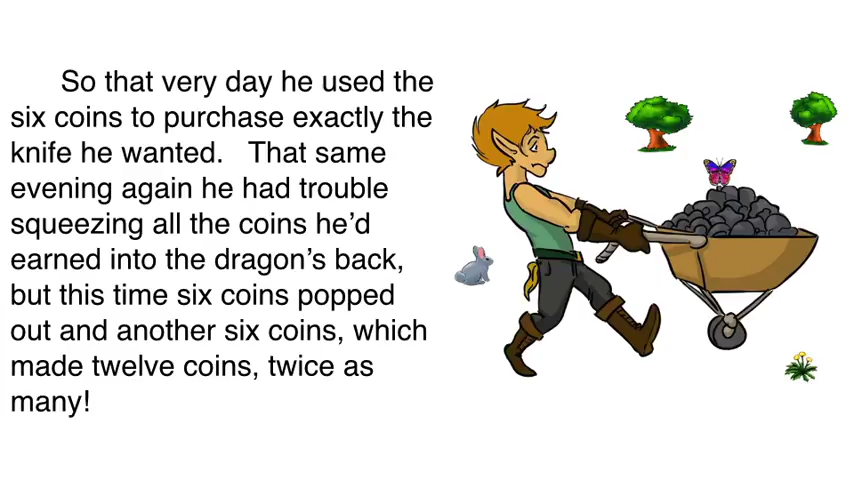 So that very day he used the
six coins to purchase exactly the
knife he wanted.   That same
evening again he had trouble
squeezing all the coins he’d
earned into the dragon’s back,
but this time six coins popped
out and another six coins, which
made twelve coins, twice as
many!